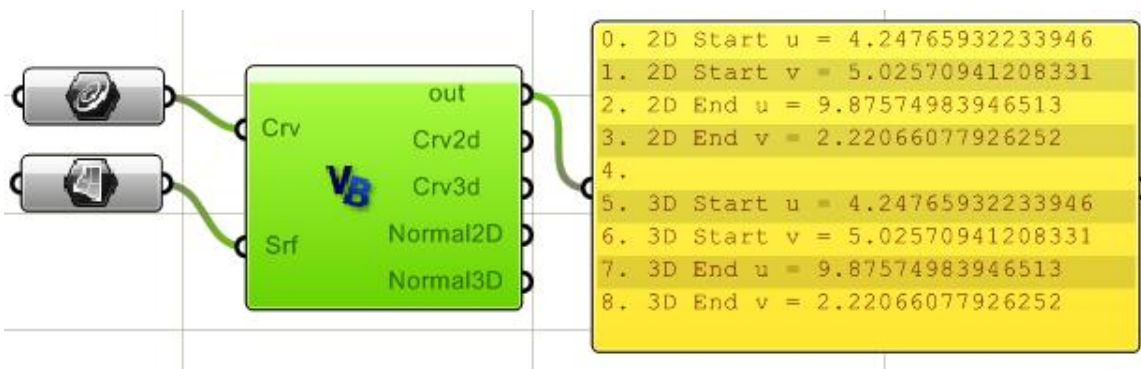 Crv
Srf
VB
out
Crv2d
Crv3d
Normal2D
Normal3D
0. 2D Start u = 4.24765932233946
1. 2D Start v = 5.02570941208331
2. 2D End u = 9.87574983946513
3. 2D End v = 2.22066077926252
4.
5. 3D Start u = 4.24765932233946
6. 3D Start v = 5.02570941208331
7. 3D End u = 9.87574983946513
8. 3D End v = 2.22066077926252